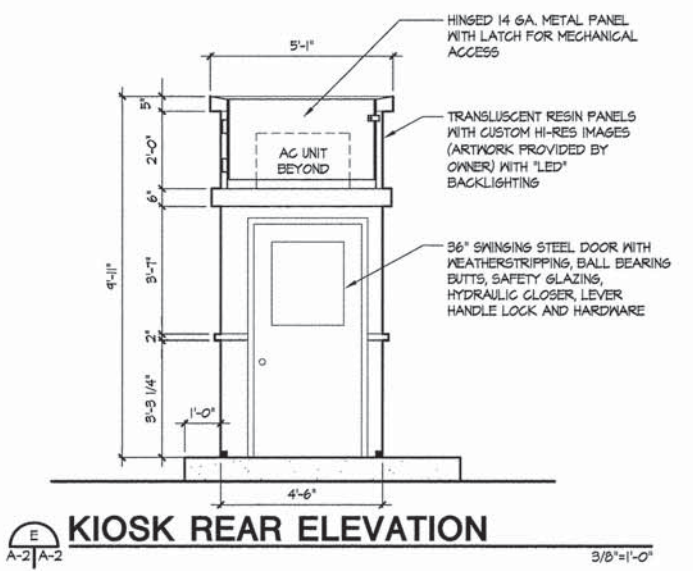 HINGED 14 GA. METAL PANEL
WITH LATCH FOR MECHANICAL
ACCESS
5'-1"
5"
TRANSLUCENT RESIN PANELS
WITH CUSTOM HI-RES IMAGES
(ARTWORK PROVIDED BY
OWNER) WITH "LED"
BACKLIGHTING
2'-0"
AC UNIT
BEYOND
6"
36" SWINGING STEEL DOOR WITH
WEATHERSTRIPPING, BALL BEARING
BUTTS, SAFETY GLAZING,
HYDRAULIC CLOSER, LEVER
HANDLE LOCK AND HARDWARE
9'-11"
3'-7"
2"
3'-3 1/4"
1'-0"
4'-6"
E
A-2 A-2
KIOSK REAR ELEVATION
3/8"=1'-0"